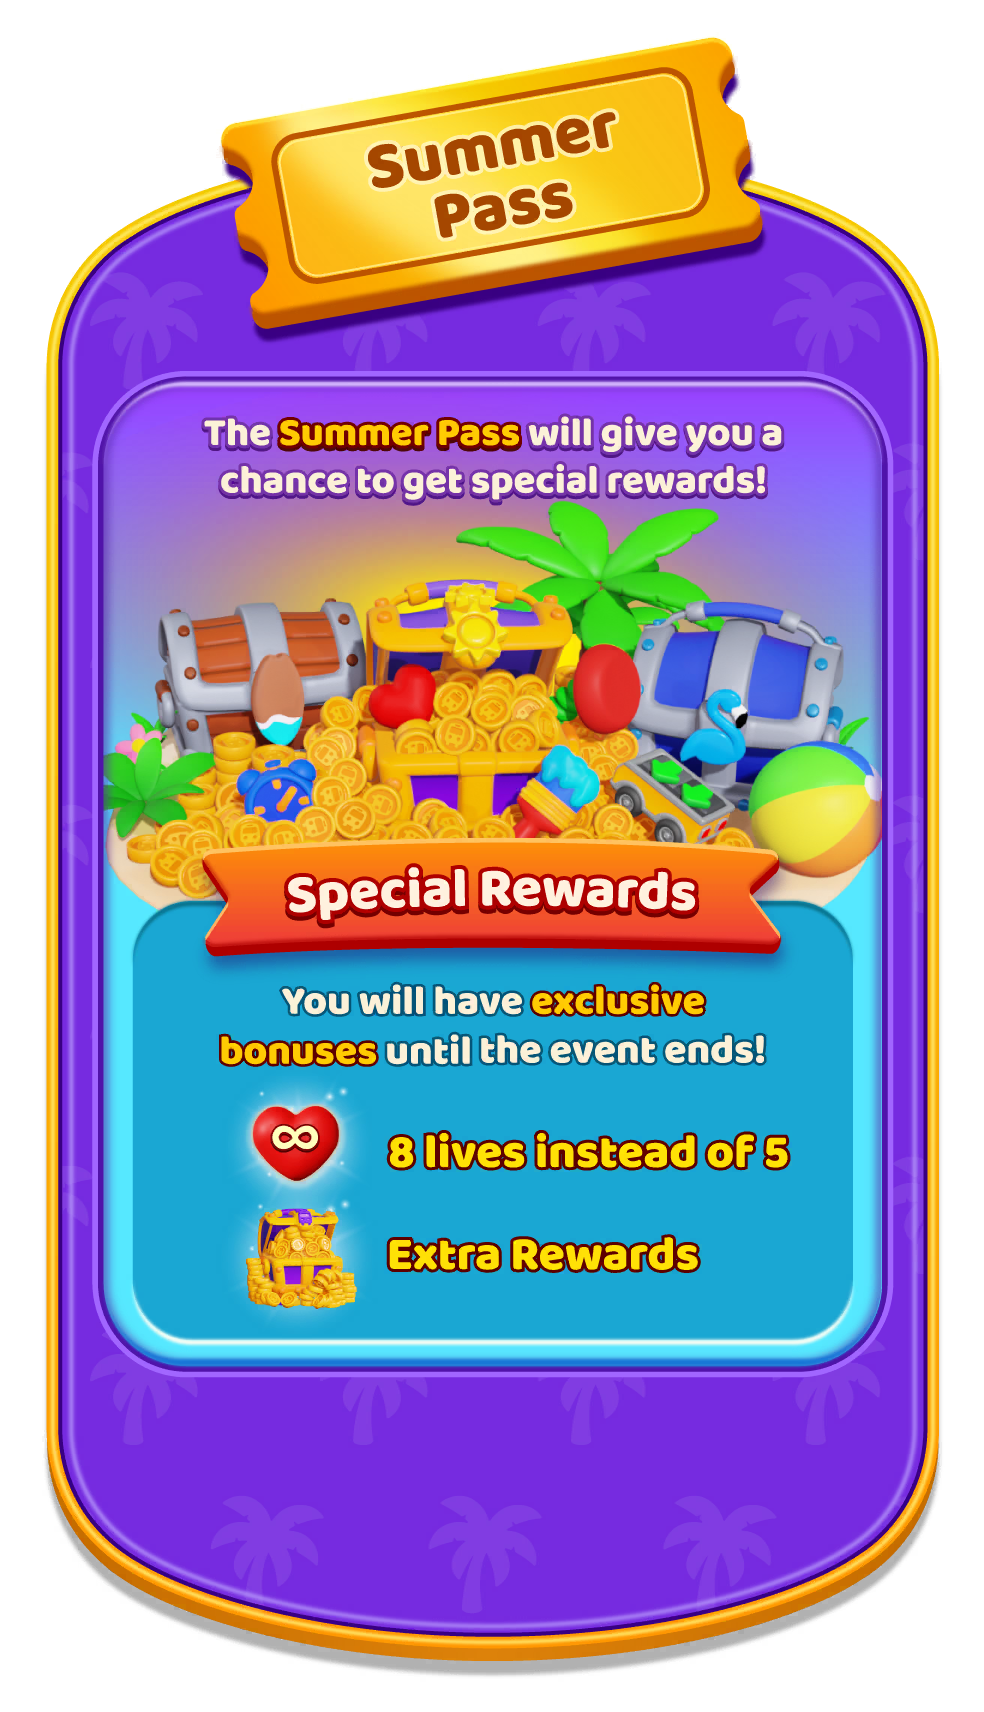 Summer
Pass
The Summer Pass will give you a
chance to get special rewards!
Special Rewards
You will have exclusive
bonuses until the event ends!
8 lives instead of 5
Extra Rewards